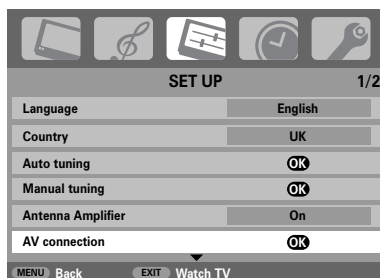 SET UP 1/2
Language English
Country UK
Auto tuning OK
Manual tuning OK
Antenna Amplifier On
AV connection OK
MENU Back EXIT Watch TV